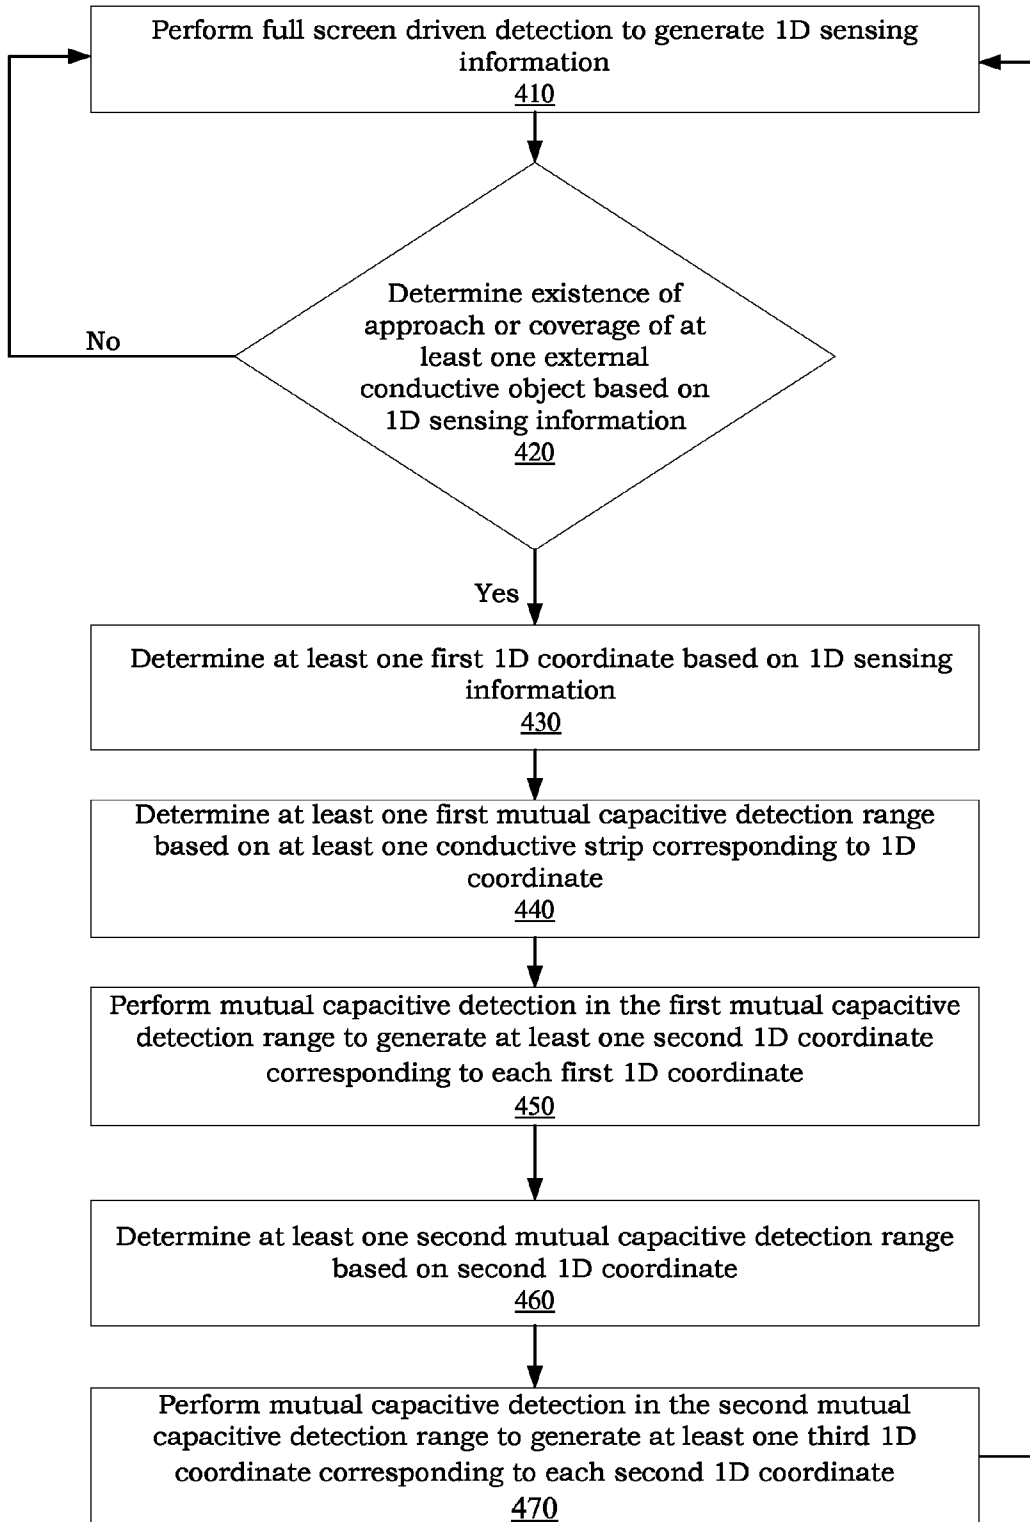 Perform full screen driven detection to generate 1D sensing
information
410
Determine existence of
approach or coverage of at
least one external
conductive object based on
1D sensing information
420
No
Yes
Determine at least one first 1D coordinate based on 1D sensing
information
430
Determine at least one first mutual capacitive detection range
based on at least one conductive strip corresponding to 1D
coordinate
440
Perform mutual capacitive detection in the first mutual capacitive
detection range to generate at least one second 1D coordinate
corresponding to each first 1D coordinate
450
Determine at least one second mutual capacitive detection range
based on second 1D coordinate
460
Perform mutual capacitive detection in the second mutual
capacitive detection range to generate at least one third 1D
coordinate corresponding to each second 1D coordinate
470